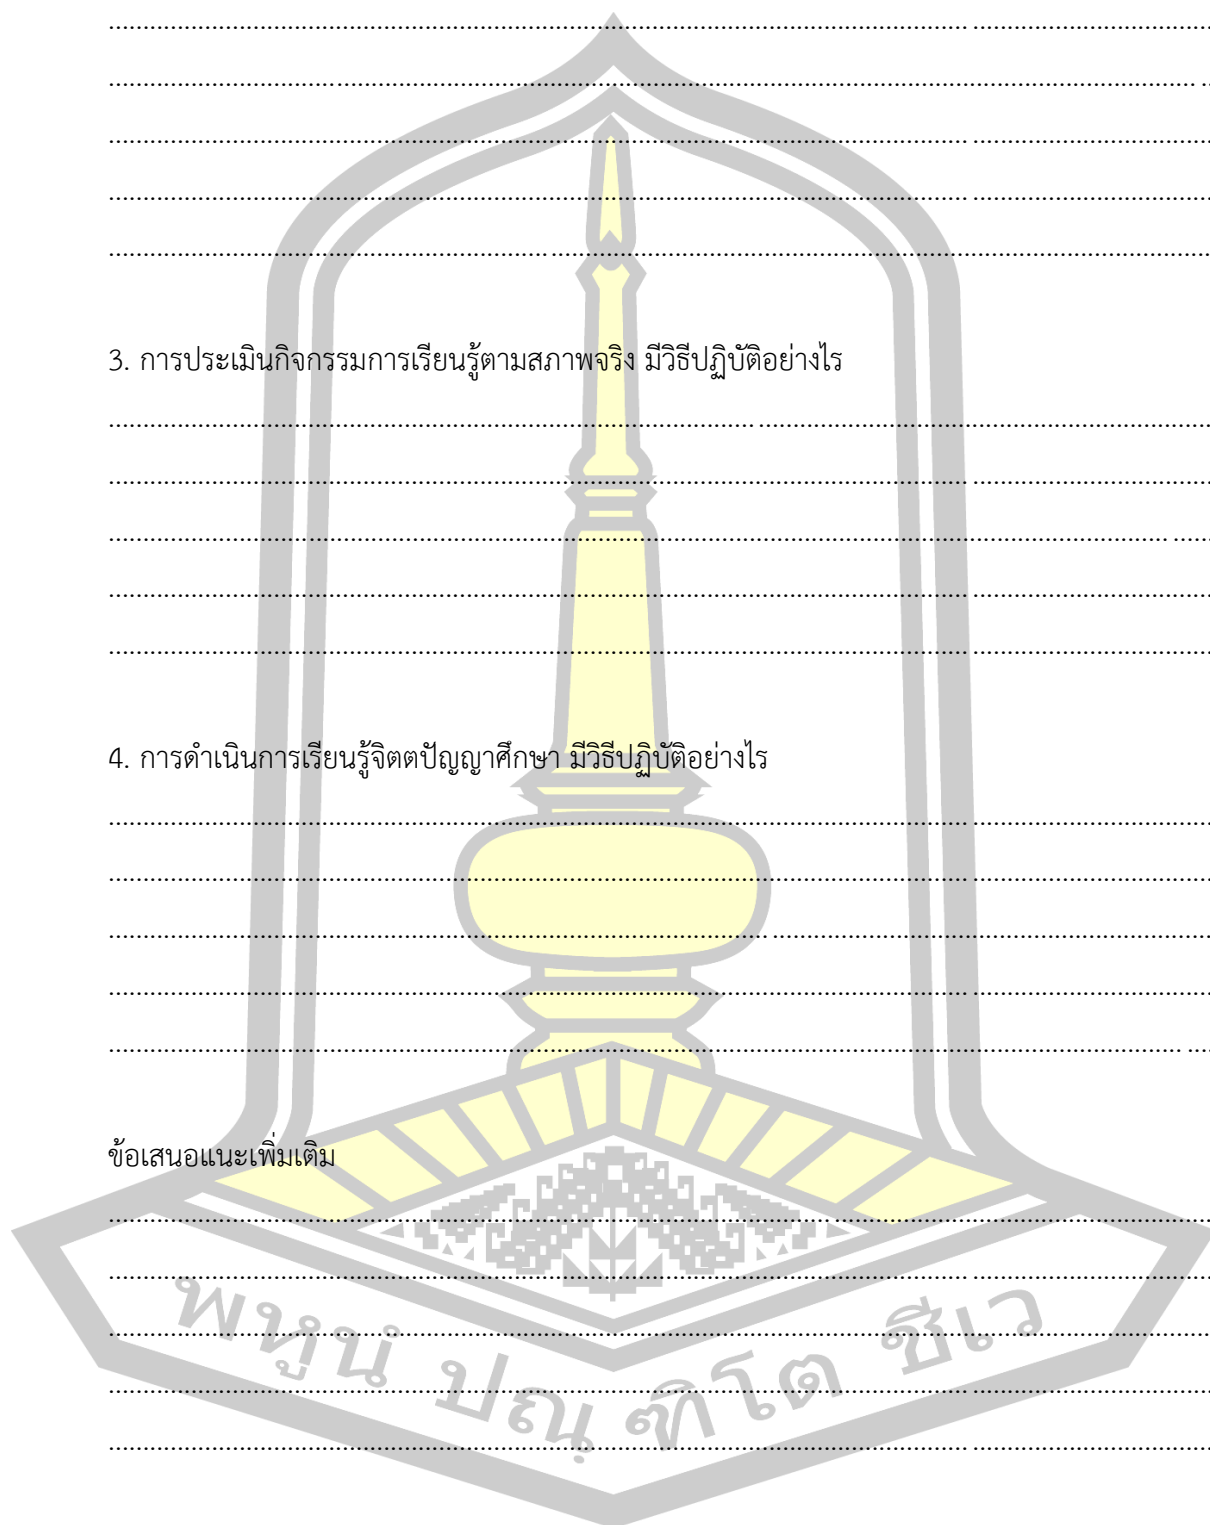 3. การประเมินกิจกรรมการเรียนรู้ตามสภาพจริง มีวิธีปฏิบัติอย่างไร
4. การดำเนินการเรียนรู้จิตตปัญญาศึกษา มีวิธีปฏิบัติอย่างไร
ข้อเสนอแนะเพิ่มเติม
พหูนํ ปณฺฑิโต ชีเว